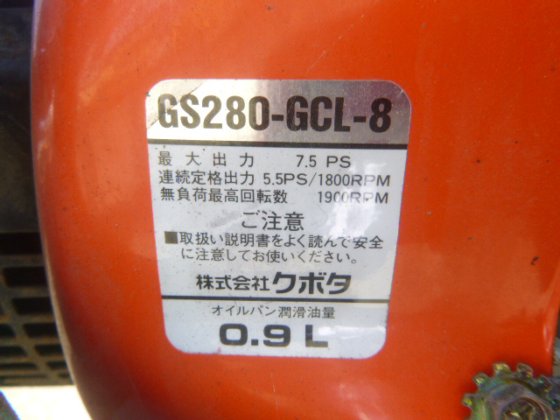 GS280-GCL-8
最大出力 7.5 PS
連続定格出力 5.5PS/1800RPM
無負荷最高回転数 1900RPM
ご注意
■取扱い説明書をよく読んで安全
に注意してお使いください。
株式会社クボタ
オイルパン潤滑油量
0.9L